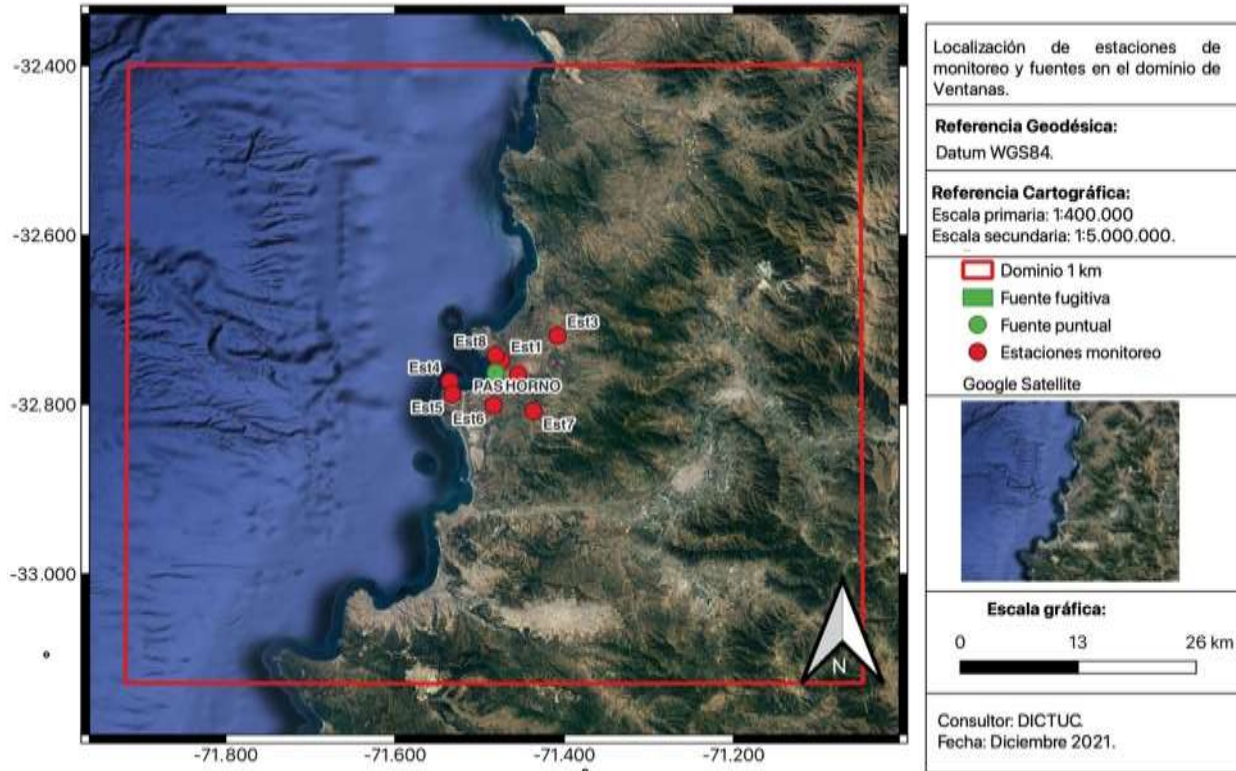 Localización de estaciones de
monitoreo y fuentes en el dominio de
Ventanas.
Referencia Geodésica:
Datum WGS84.
Referencia Cartográfica:
Escala primaria: 1:400.000
Escala secundaria: 1:5.000.000.
Dominio 1 km
Fuente fugitiva
Fuente puntual
Estaciones monitoreo
Google Satellite
Escala gráfica:
0 13 26 km
Consultor: DICTUC.
Fecha: Diciembre 2021.
-32.400
-32.600
-32.800
-33.000
-71.800 -71.600 -71.400 -71.200
Est3
Est8 Est1
Est4
PASHORNO
Est5
Est6
Est7
N